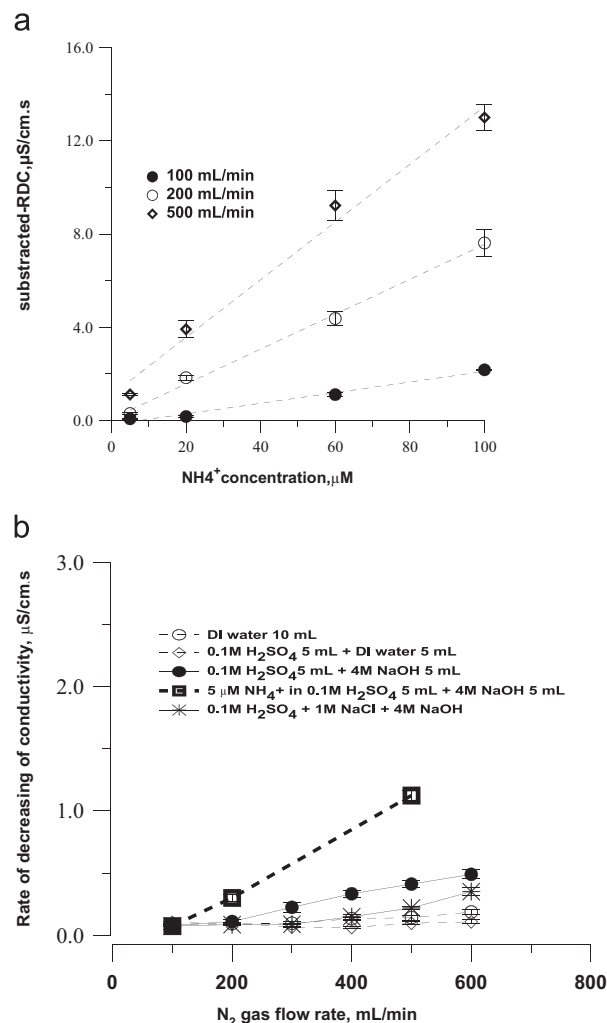 a
16.0
12.0
8.0
4.0
0.0
substracted-RDC,µS/cm.s
100 mL/min
200 mL/min
500 mL/min
0
20
40
60
80
100
NH4⁺concentration,µM
b
3.0
2.0
1.0
0.0
Rate of decreasing of conductivity, µS/cm.s
DI water 10 mL
0.1M H₂SO₄ 5 mL + DI water 5 mL
0.1M H₂SO₄5 mL + 4M NaOH 5 mL
5 µM NH₄+ in 0.1M H₂SO₄ 5 mL + 4M NaOH 5 mL
0.1M H₂SO₄ + 1M NaCl + 4M NaOH
0
200
400
600
800
N₂ gas flow rate, mL/min